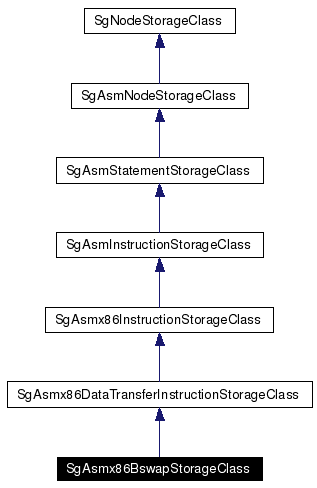 SgNodeStorageClass
SgAsmNodeStorageClass
SgAsmStatementStorageClass
SgAsmInstructionStorageClass
SgAsmx86InstructionStorageClass
SgAsmx86DataTransferInstructionStorageClass
SgAsmx86BswapStorageClass